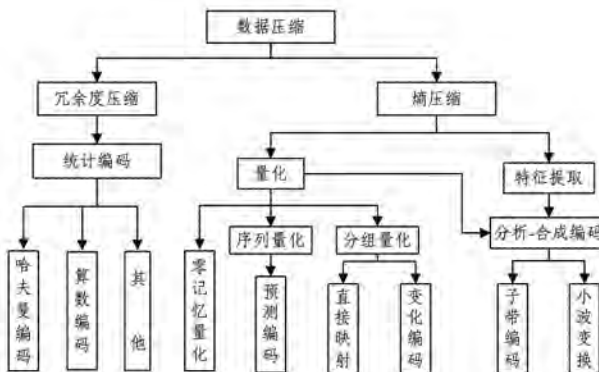 数据压缩
冗余度压缩
熵压缩
统计编码
量化
特征提取
序列量化
分组量化
分析-合成编码
哈夫曼编码
算数编码
其他
零记忆量化
预测编码
直接映射
变化编码
子带编码
小波变换